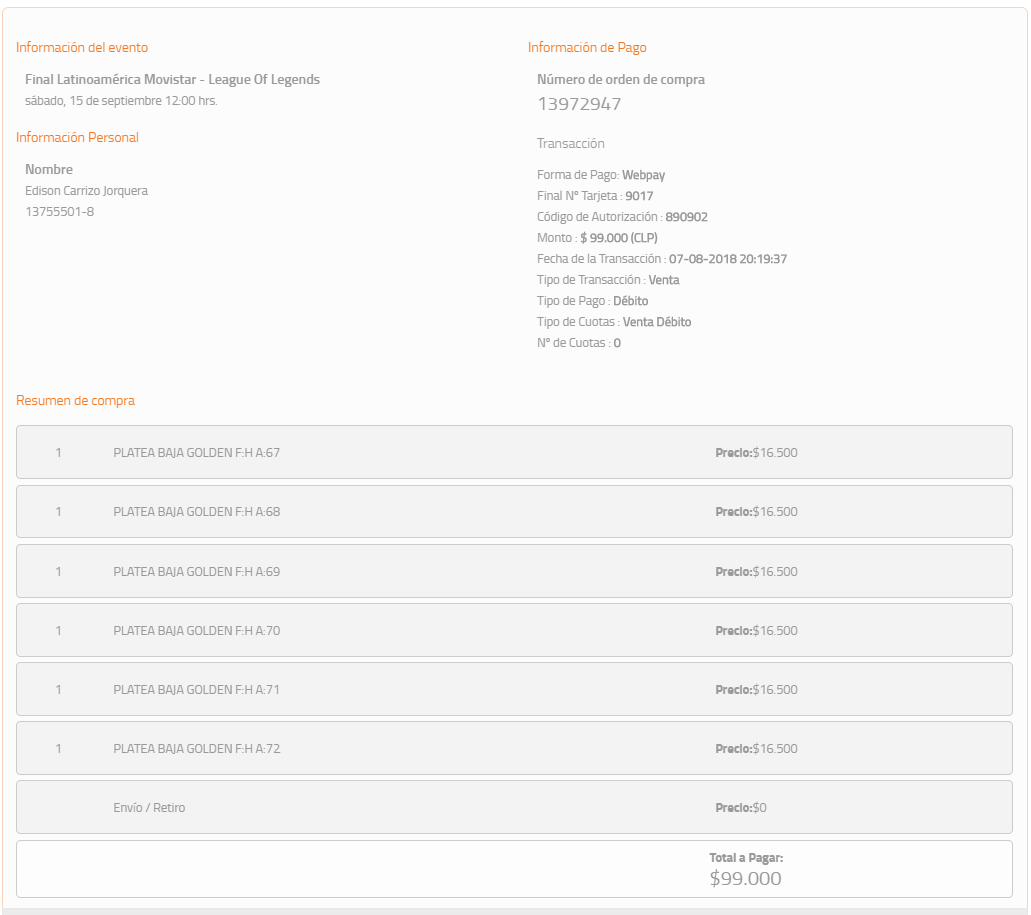 Información del evento
Final Latinoamérica Movistar - League Of Legends
sábado, 15 de septiembre 12:00 hrs.
Información Personal
Nombre
Edison Carrizo Jorquera
13755501-8
Información de Pago
Número de orden de compra
13972947
Transacción
Forma de Pago: Webpay
Final Nº Tarjeta : 9017
Código de Autorización : 890902
Monto : $ 99.000 (CLP)
Fecha de la Transacción : 07-08-2018 20:19:37
Tipo de Transacción : Venta
Tipo de Pago : Débito
Tipo de Cuotas : Venta Débito
Nº de Cuotas : 0
Resumen de compra
1 PLATEA BAJA GOLDEN F:H A:67 Precio:$16.500
1 PLATEA BAJA GOLDEN F:H A:68 Precio:$16.500
1 PLATEA BAJA GOLDEN F:H A:69 Precio:$16.500
1 PLATEA BAJA GOLDEN F:H A:70 Precio:$16.500
1 PLATEA BAJA GOLDEN F:H A:71 Precio:$16.500
1 PLATEA BAJA GOLDEN F:H A:72 Precio:$16.500
Envío / Retiro Precio:$0
Total a Pagar:
$99.000